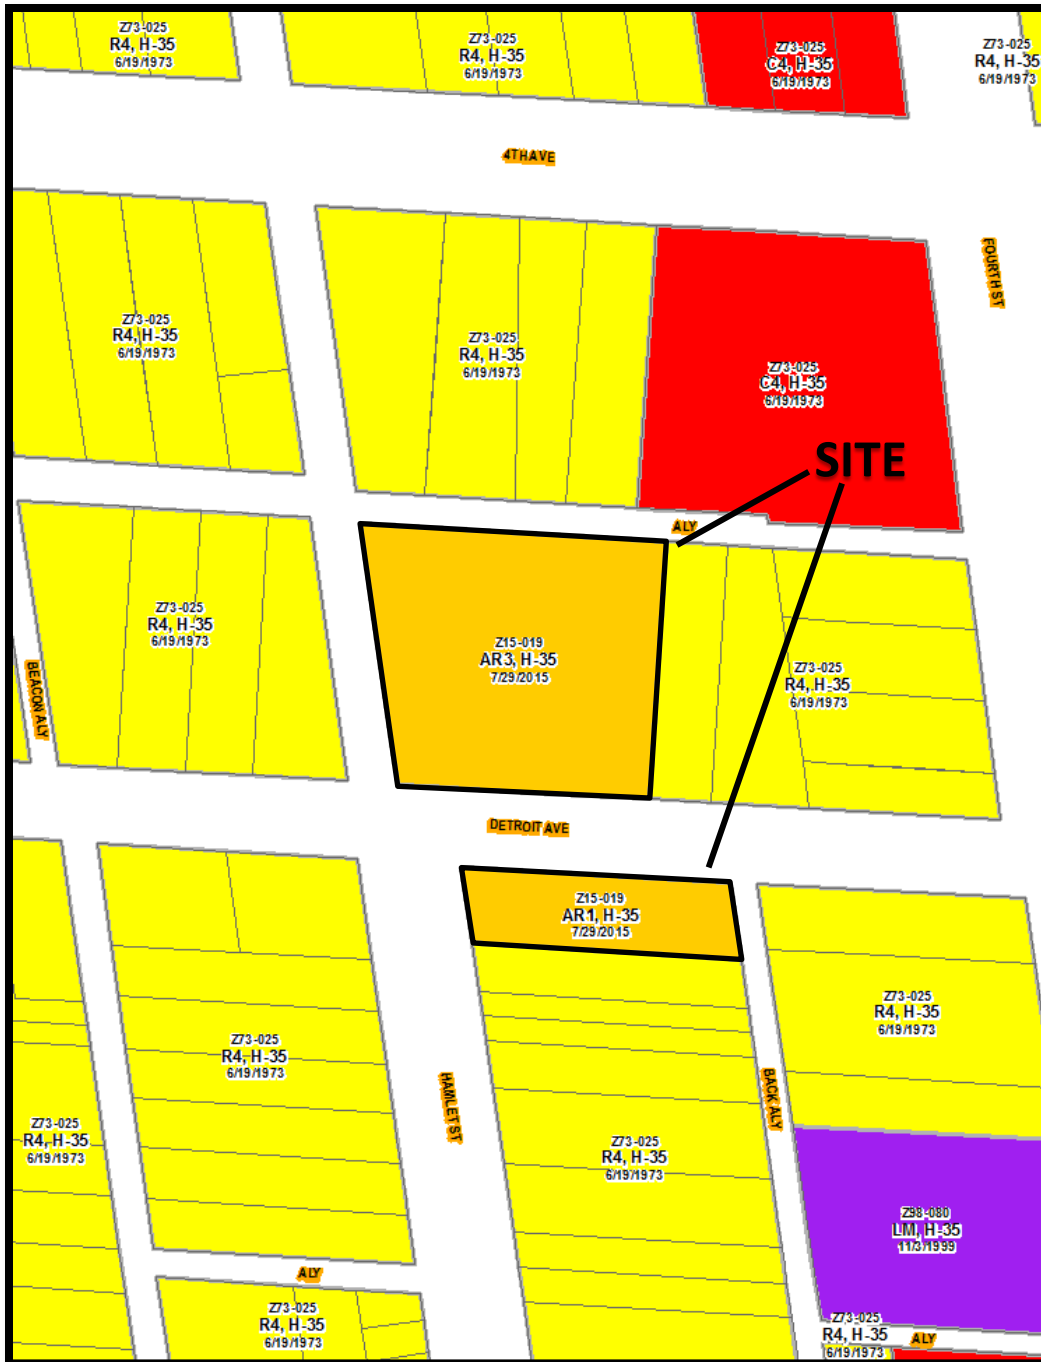 Z73-025
R4, H-35
6/19/1973
Z73-025
R4, H-35
6/19/1973
Z73-025
C4, H-35
6/19/1973
Z73-025
R4, H-35
6/19/1973
4TH AVE
FOURTH ST
Z73-025
R4, H-35
6/19/1973
Z73-025
R4, H-35
6/19/1973
Z73-025
C4, H-35
6/19/1973
SITE
ALY
Z73-025
R4, H-35
6/19/1973
Z15-019
AR3, H-35
7/29/2015
Z73-025
R4, H-35
6/19/1973
BEACON ALY
DETROIT AVE
Z15-019
AR1, H-35
7/29/2015
Z73-025
R4, H-35
6/19/1973
Z73-025
R4, H-35
6/19/1973
HAMLET ST
BACK ALY
Z73-025
R4, H-35
6/19/1973
Z73-025
R4, H-35
6/19/1973
Z98-080
LM, H-35
11/3/1999
ALY
Z73-025
R4, H-35
6/19/1973
Z73-025
R4, H-35
6/19/1973
ALY